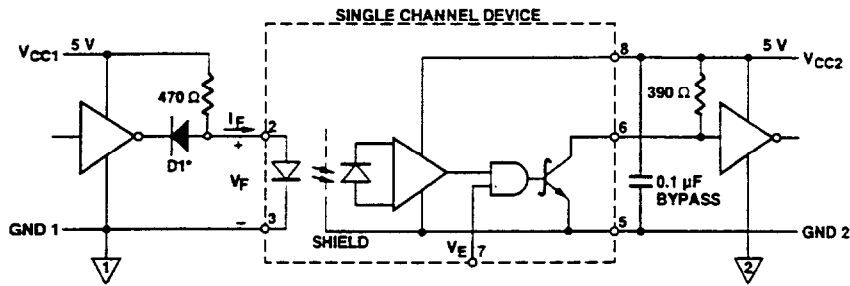 SINGLE CHANNEL DEVICE
VCC1 5 V
8
5 V
VCC2
470 Ω
IF
2
+
D1*
VF
390 Ω
6
0.1 µF
BYPASS
GND 1
–
3
SHIELD
VE 7
5
GND 2
1
2